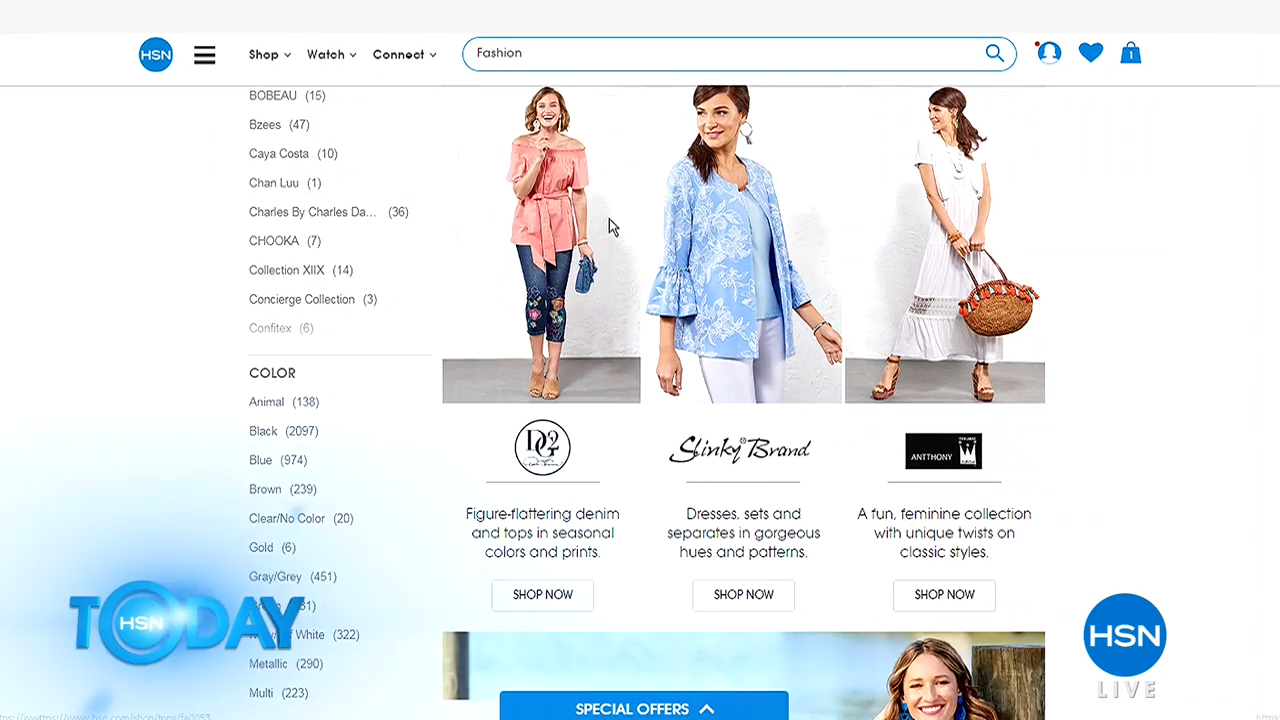 HSN
Shop
Watch
Connect
Fashion
1
BOBEAU (15)
Bzees (47)
Caya Costa (10)
Chan Luu (1)
Charles By Charles Da... (36)
CHOOKA (7)
Collection XIIX (14)
Concierge Collection (3)
Confitex (6)
COLOR
Animal (138)
Black (2097)
Blue (974)
Brown (239)
Clear/No Color (20)
Gold (6)
Gray/Grey (451)
White (322)
Metallic (290)
Multi (223)
DG2
Figure-flattering denim
and tops in seasonal
colors and prints.
SHOP NOW
Slinky® Brand
Dresses, sets and
separates in gorgeous
hues and patterns.
SHOP NOW
ANTTHONY
A fun, feminine collection
with unique twists on
classic styles.
SHOP NOW
SPECIAL OFFERS
TODAY
HSN
HSN
LIVE